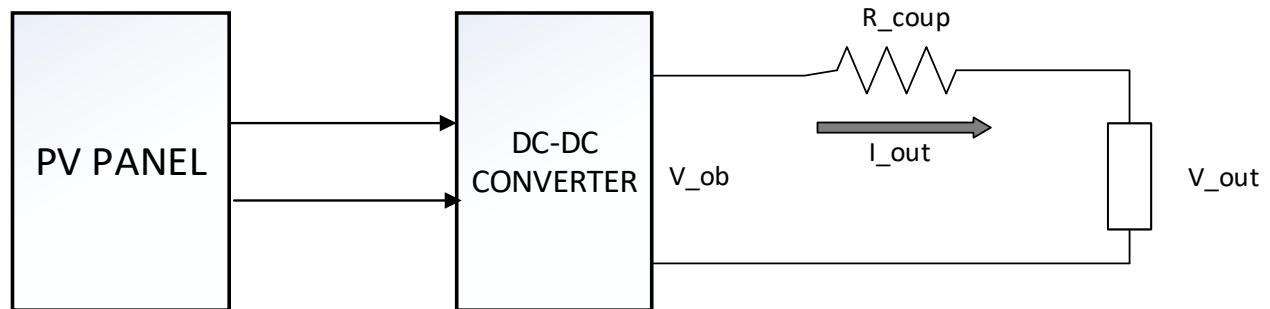 PV PANEL
DC-DC
CONVERTER
V_ob
R_coup
I_out
V_out